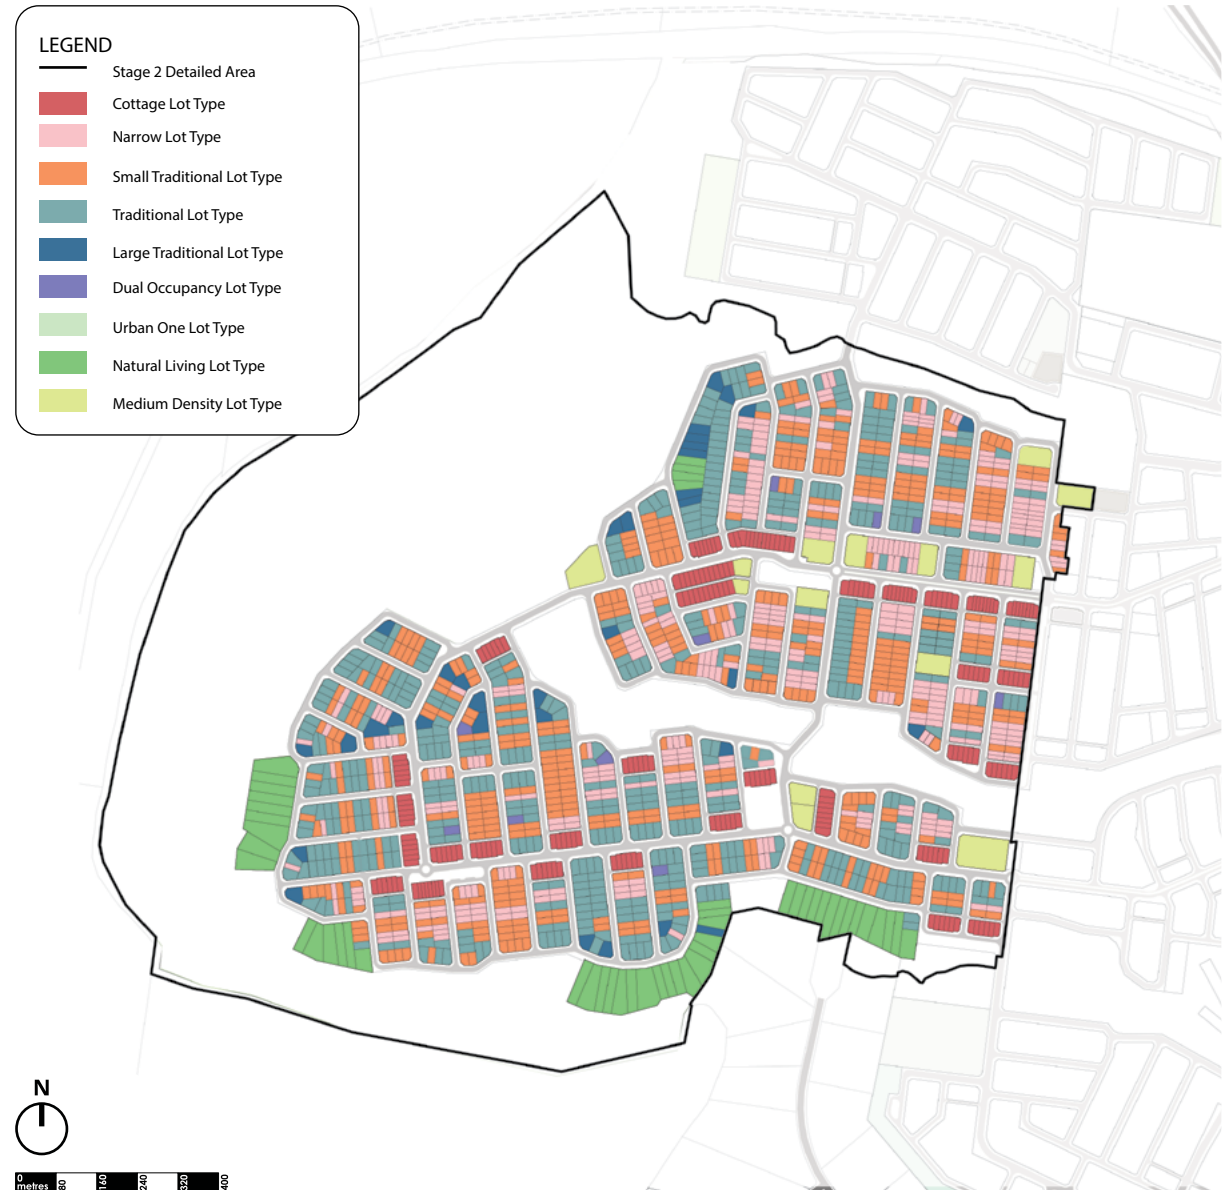 LEGEND
Stage 2 Detailed Area
Cottage Lot Type
Narrow Lot Type
Small Traditional Lot Type
Traditional Lot Type
Large Traditional Lot Type
Dual Occupancy Lot Type
Urban One Lot Type
Natural Living Lot Type
Medium Density Lot Type
N
0 80 160 240 320 400
metres